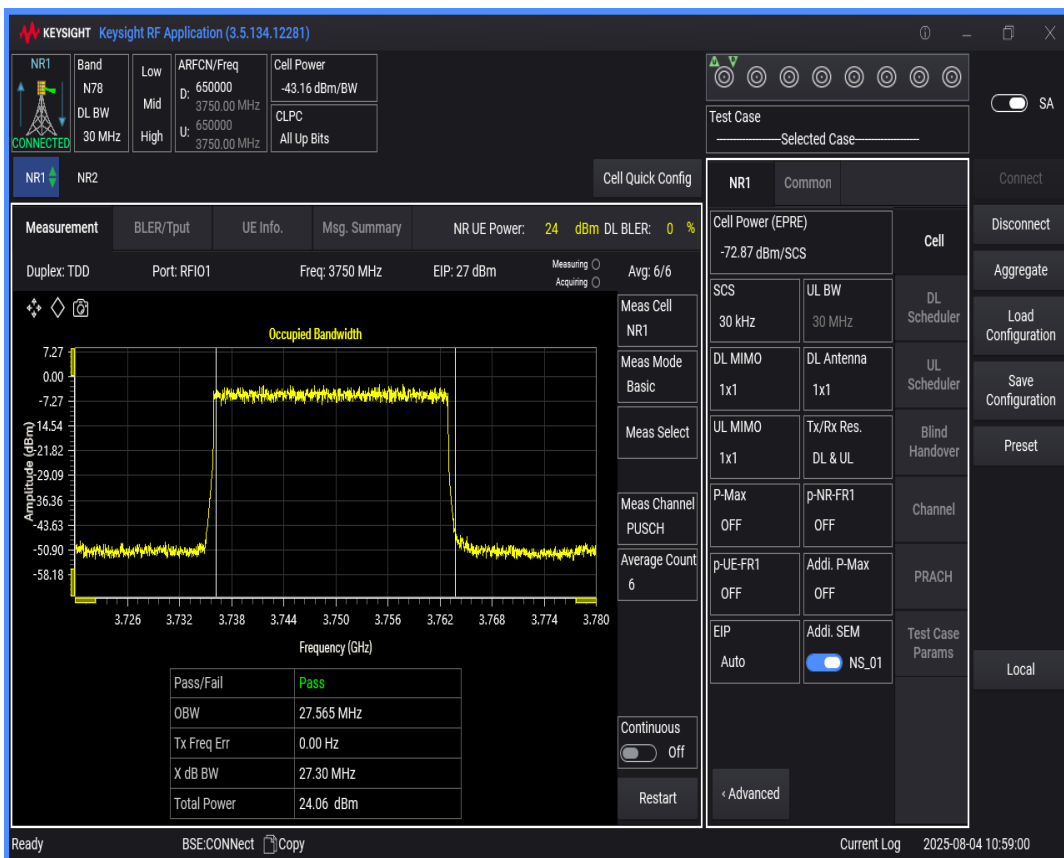 KEYSIGHT Keysight RF Application (3.5.134.12281)
NR1
CONNECTED
Band
N78
DL BW
30 MHz
Low
Mid
High
ARFCN/Freq
D: 650000
3750.00 MHz
U: 650000
3750.00 MHz
Cell Power
-43.16 dBm/BW
CLPC
All Up Bits
Test Case
Selected Case
SA
NR1 NR2 Cell Quick Config
Measurement BLER/Tput UE Info. Msg. Summary NR UE Power: 24 dBm DL BLER: 0 %
Duplex: TDD Port: RFIO1 Freq: 3750 MHz EIP: 27 dBm Measuring Avg: 6/6
Acquiring
Occupied Bandwidth
7.27
0.00
-7.27
14.54
-21.82
-29.09
-36.36
-43.63
-50.90
-58.18
Amplitude (dBm)
3.726 3.732 3.738 3.744 3.750 3.756 3.762 3.768 3.774 3.780
Frequency (GHz)
Pass/Fail Pass
OBW 27.565 MHz
Tx Freq Err 0.00 Hz
X dB BW 27.30 MHz
Total Power 24.06 dBm
Meas Cell
NR1
Meas Mode
Basic
Meas Select
Meas Channel
PUSCH
Average Count
6
Continuous
Off
Restart
NR1 Common
Cell Power (EPRE)
-72.87 dBm/SCS
SCS UL BW
30 kHz 30 MHz
DL MIMO DL Antenna
1x1 1x1
UL MIMO Tx/Rx Res.
1x1 DL & UL
P-Max p-NR-FR1
OFF OFF
p-UE-FR1 Addi. P-Max
OFF OFF
EIP Addi. SEM
Auto NS_01
‹ Advanced
Cell
DL
Scheduler
UL
Scheduler
Blind
Handover
Channel
PRACH
Test Case
Params
Connect
Disconnect
Aggregate
Load
Configuration
Save
Configuration
Preset
Local
Ready BSE:CONNect Copy Current Log 2025-08-04 10:59:00